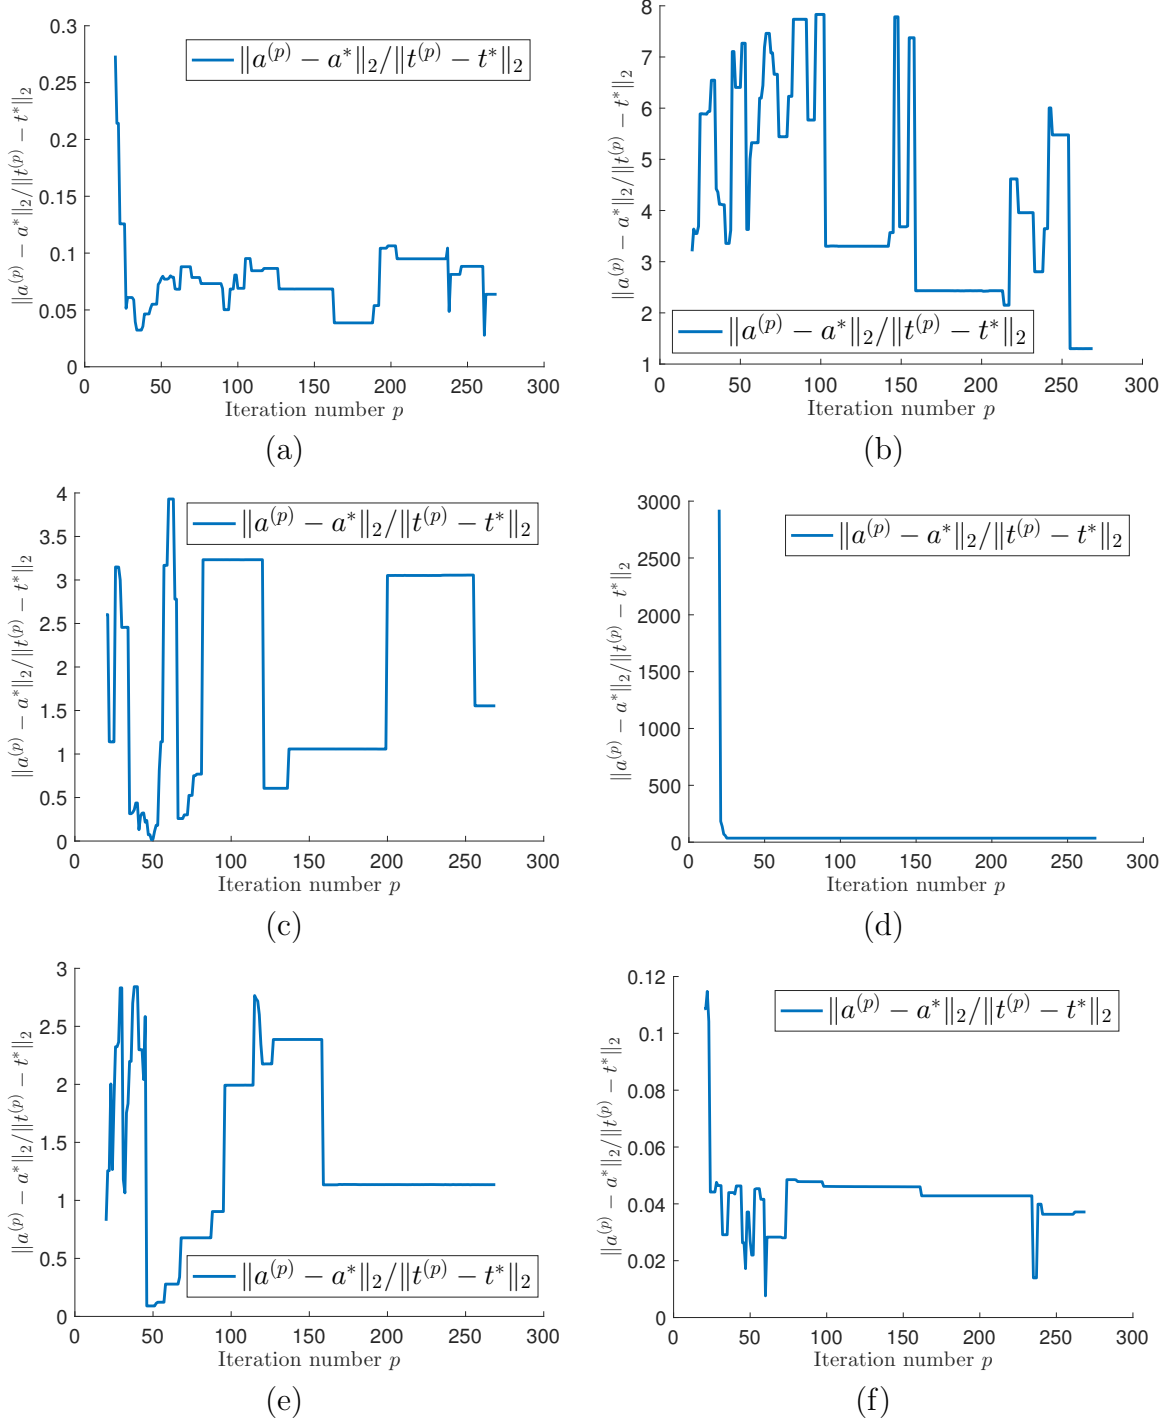 0.3
0.25
0.2
0.15
0.1
0.05
0
0 50 100 150 200 250 300
‖a^(p) − a*‖₂/‖t^(p) − t*‖₂
‖a^(p) − a*‖₂/‖t^(p) − t*‖₂
Iteration number p
(a)
8
7
6
5
4
3
2
1
0 50 100 150 200 250 300
‖a^(p) − a*‖₂/‖t^(p) − t*‖₂
‖a^(p) − a*‖₂/‖t^(p) − t*‖₂
Iteration number p
(b)
4
3.5
3
2.5
2
1.5
1
0.5
0
0 50 100 150 200 250 300
‖a^(p) − a*‖₂/‖t^(p) − t*‖₂
‖a^(p) − a*‖₂/‖t^(p) − t*‖₂
Iteration number p
(c)
3000
2500
2000
1500
1000
500
0
0 50 100 150 200 250 300
‖a^(p) − a*‖₂/‖t^(p) − t*‖₂
‖a^(p) − a*‖₂/‖t^(p) − t*‖₂
Iteration number p
(d)
3
2.5
2
1.5
1
0.5
0
0 50 100 150 200 250 300
‖a^(p) − a*‖₂/‖t^(p) − t*‖₂
‖a^(p) − a*‖₂/‖t^(p) − t*‖₂
Iteration number p
(e)
0.12
0.1
0.08
0.06
0.04
0.02
0
0 50 100 150 200 250 300
‖a^(p) − a*‖₂/‖t^(p) − t*‖₂
‖a^(p) − a*‖₂/‖t^(p) − t*‖₂
Iteration number p
(f)